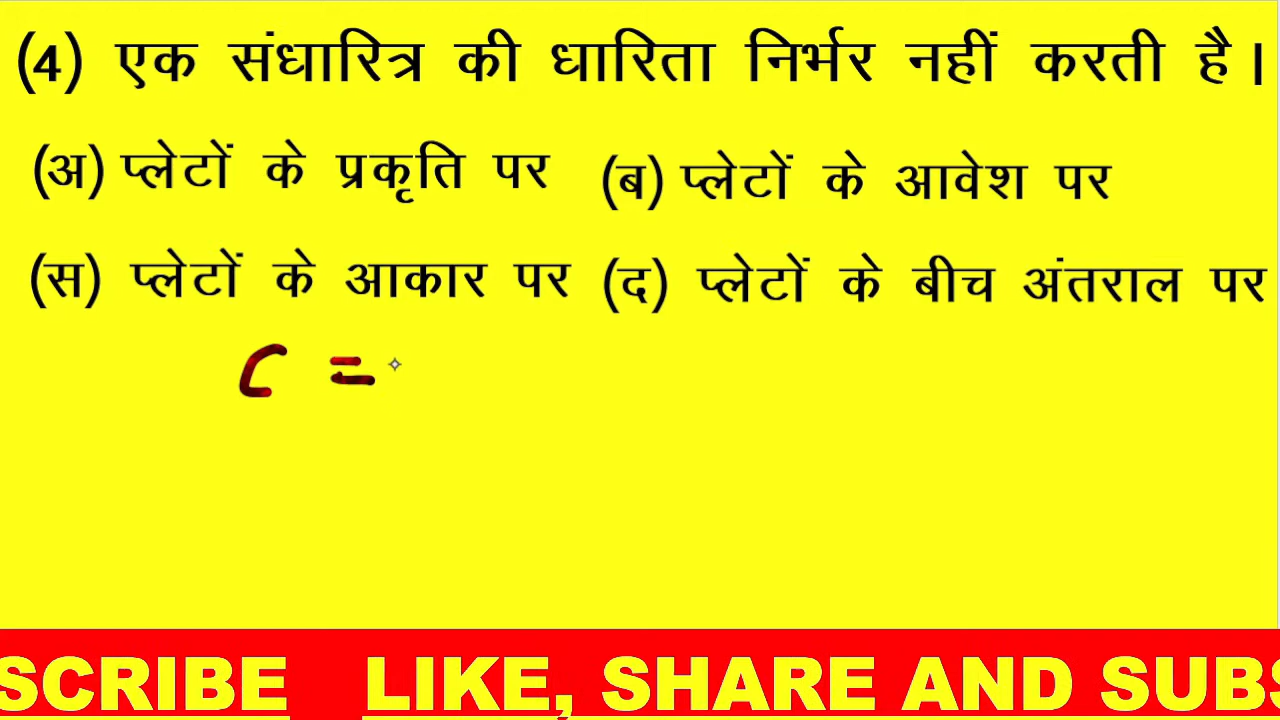 (4) एक संधारित्र की धारिता निर्भर नहीं करती है।
(अ) प्लेटों के प्रकृति पर (ब) प्लेटों के आवेश पर
(स) प्लेटों के आकार पर (द) प्लेटों के बीच अंतराल पर
C =
SCRIBE LIKE, SHARE AND SUBS